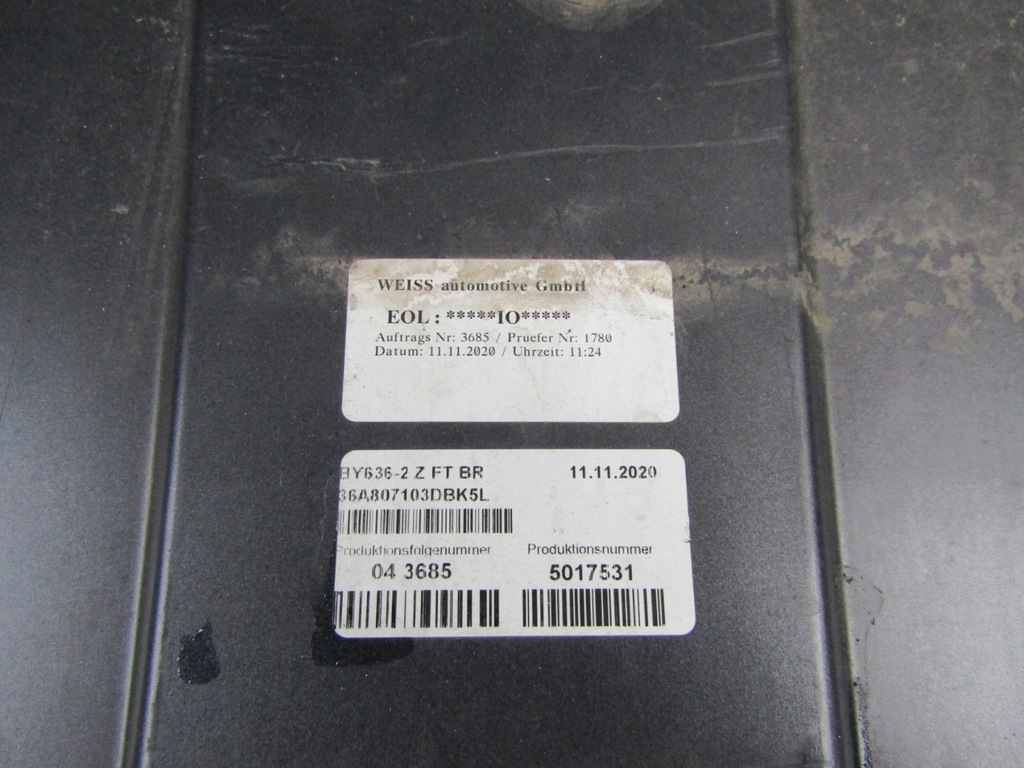 WEISS automotive GmbH
EOL : *****IO*****
Auftrags Nr: 3685 / Pruefer Nr: 1780
Datum: 11.11.2020 / Uhrzeit: 11:24
BY636-2 Z FT BR 11.11.2020
36A807103DBK5L
Produktionsfolgenummer Produktionsnummer
04 3685 5017531